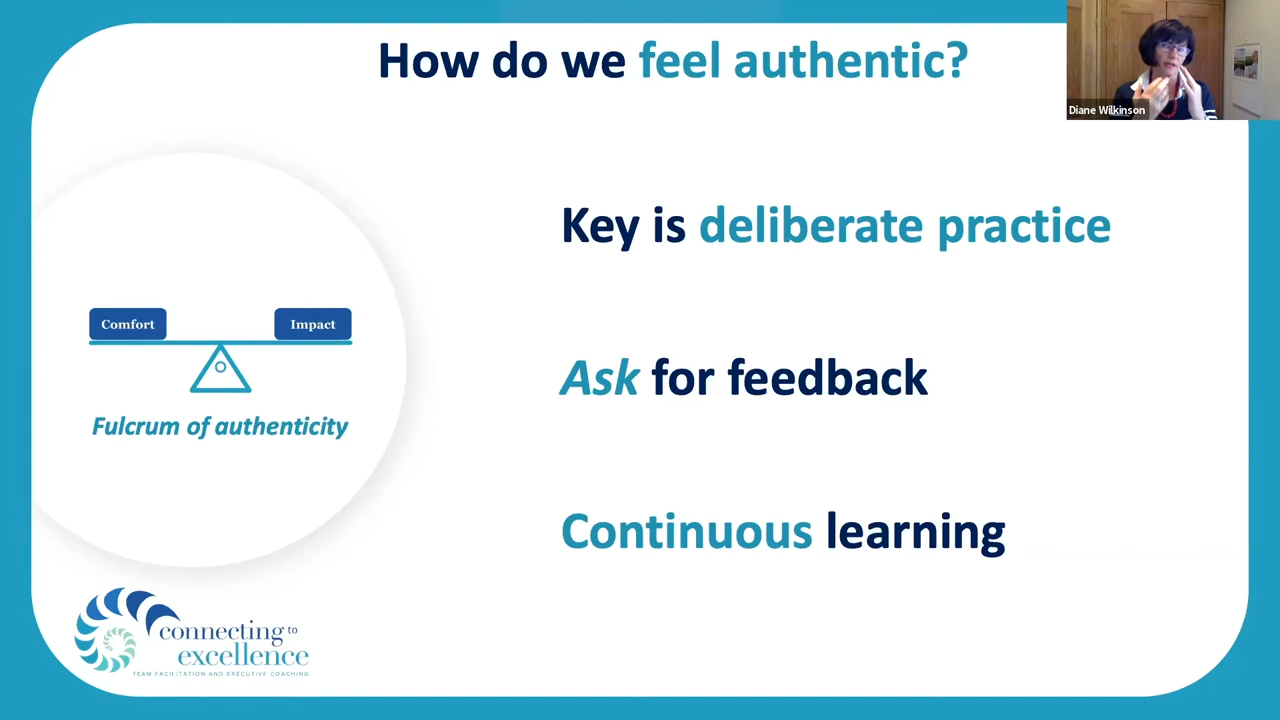 How do we feel authentic?
Diane Wilkinson
Key is deliberate practice
Comfort
Impact
Ask for feedback
Fulcrum of authenticity
Continuous learning
connecting to
excellence
TEAM FACILITATION AND EXECUTIVE COACHING